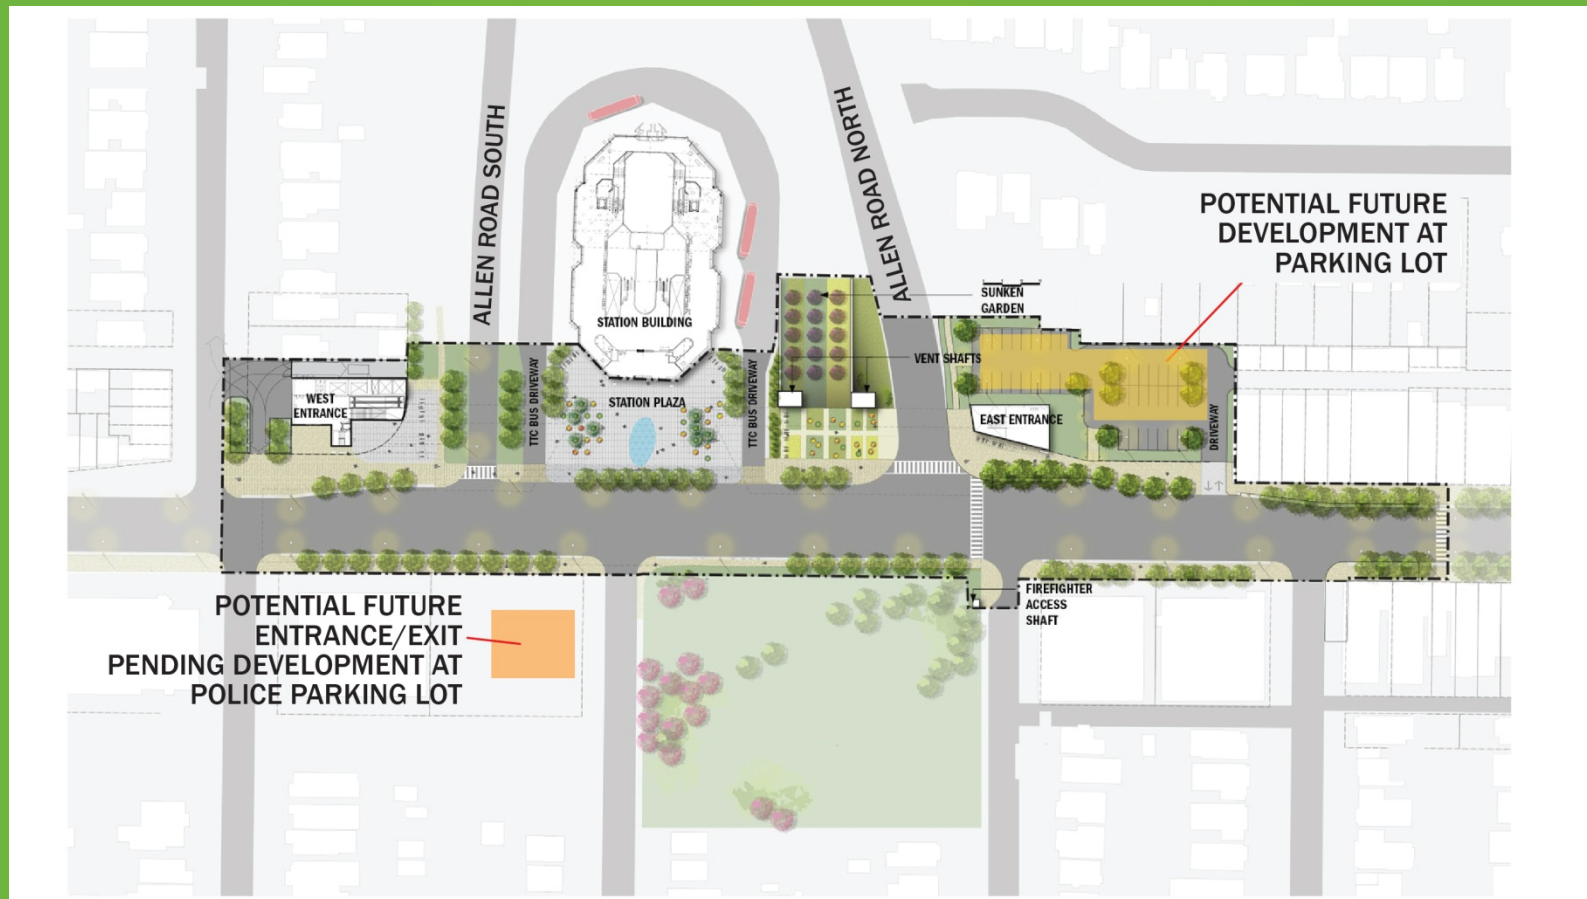 ALLEN ROAD SOUTH
ALLEN ROAD NORTH
POTENTIAL FUTURE
DEVELOPMENT AT
PARKING LOT
SUNKEN
GARDEN
STATION BUILDING
VENT SHAFTS
WEST
ENTRANCE
TTC BUS DRIVEWAY
STATION PLAZA
TTC BUS DRIVEWAY
EAST ENTRANCE
DRIVEWAY
FIREFIGHTER
ACCESS
SHAFT
POTENTIAL FUTURE
ENTRANCE/EXIT
PENDING DEVELOPMENT AT
POLICE PARKING LOT